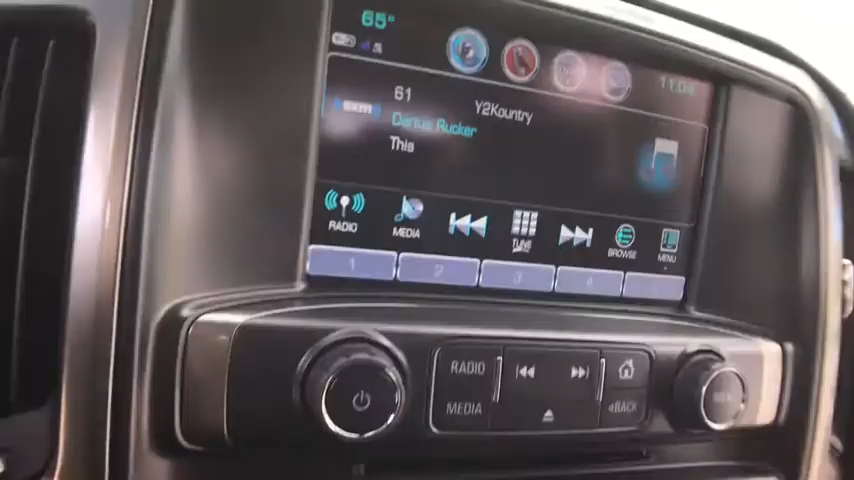 65°
11:04
61
Y2Kountry
sxm
Darius Rucker
This
RADIO
MEDIA
TUNE
BROWSE
MENU
1
2
3
4
RADIO
MEDIA
BACK